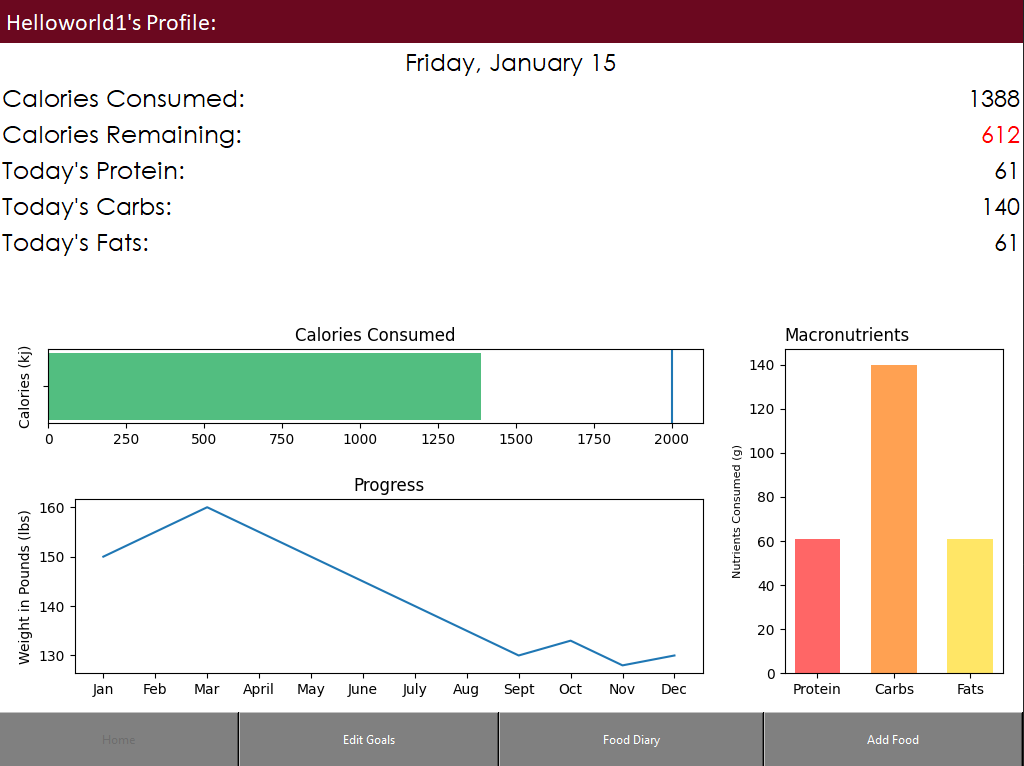 Helloworld1's Profile:
Friday, January 15
Calories Consumed: 1388
Calories Remaining: 612
Today's Protein: 61
Today's Carbs: 140
Today's Fats: 61
Calories Consumed
Calories (kj)
0 250 500 750 1000 1250 1500 1750 2000
Progress
Weight in Pounds (lbs)
160
150
140
130
Jan Feb Mar April May June July Aug Sept Oct Nov Dec
Macronutrients
Nutrients Consumed (g)
140
120
100
80
60
40
20
0
Protein Carbs Fats
Home Edit Goals Food Diary Add Food